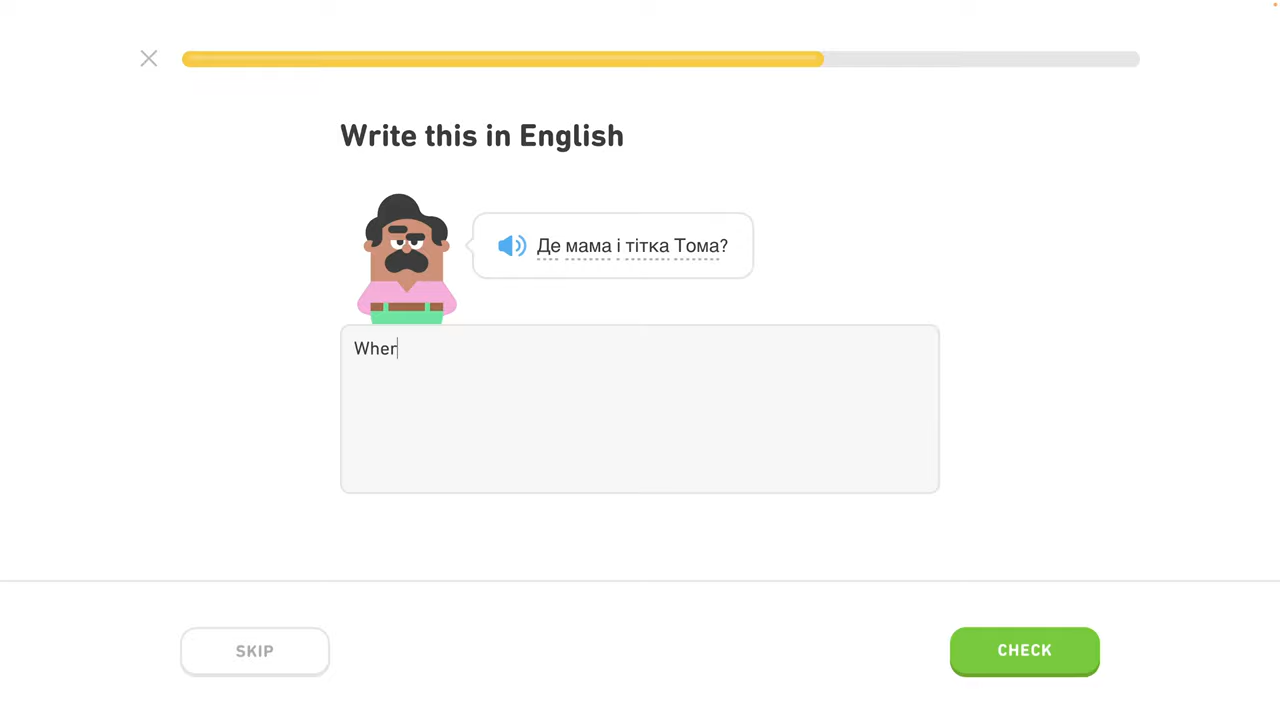 Write this in English
Де мама і тітка Тома?
Wher
SKIP
CHECK